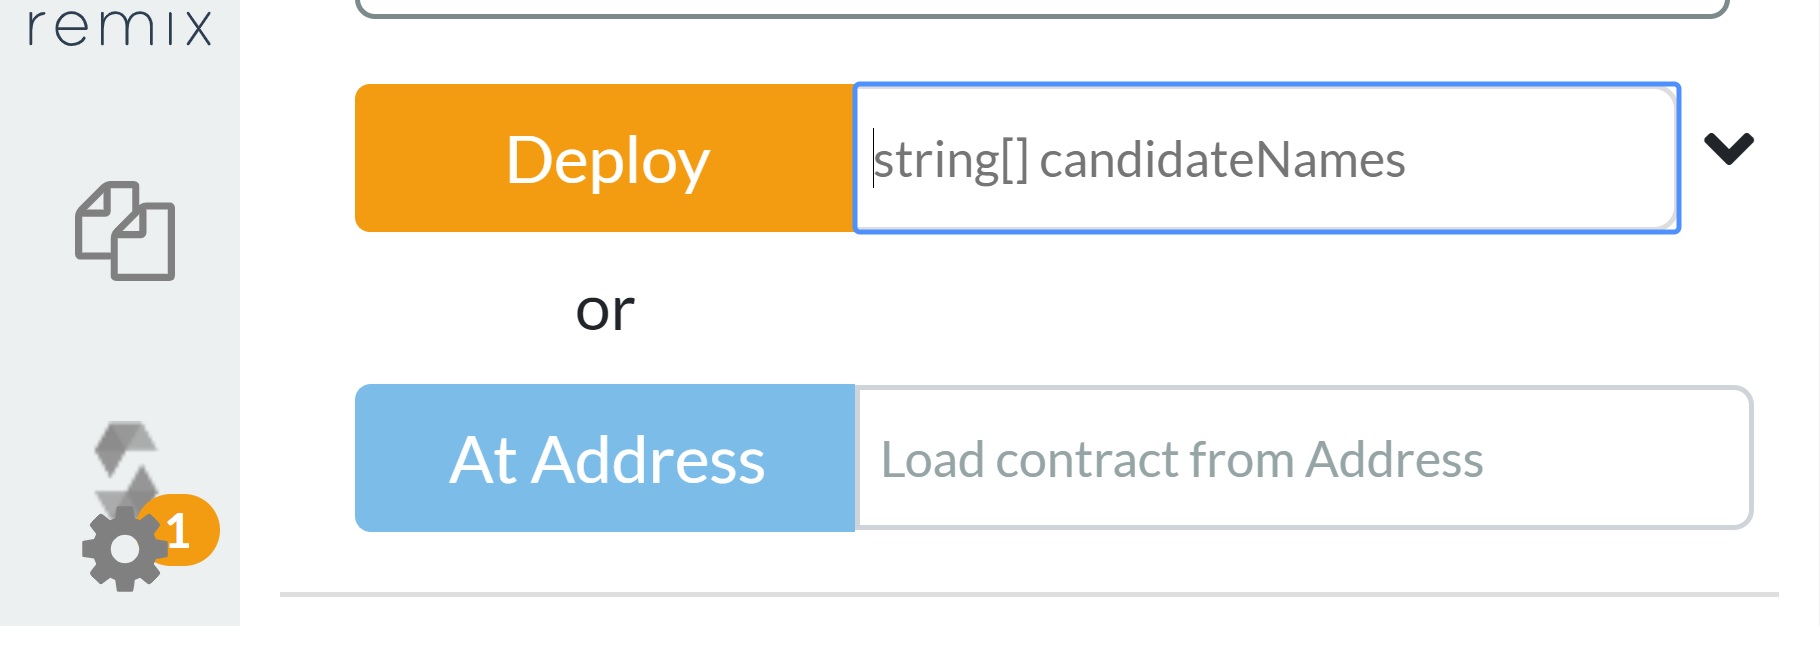 remix
Deploy
string[] candidateNames
or
At Address
Load contract from Address
1